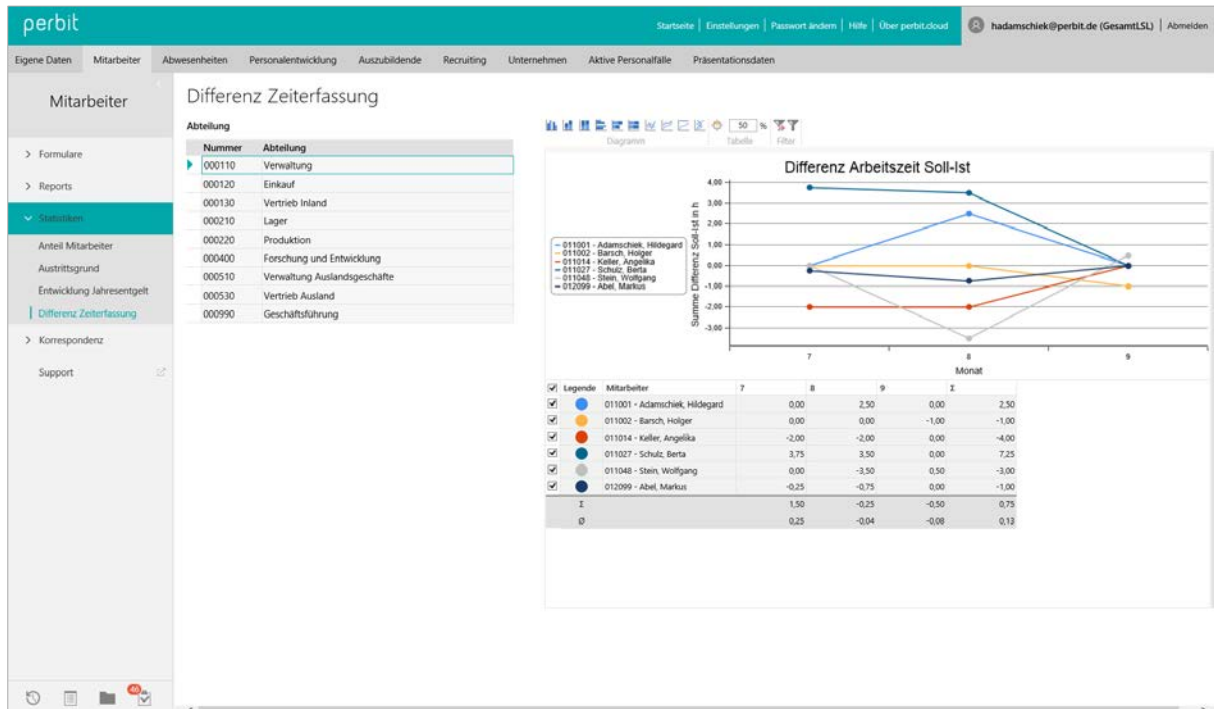 perbit
Startseite | Einstellungen | Passwort ändern | Hilfe | Über perbit.cloud
hadamschiek@perbit.de (GesamtLSL) | Abmelden
Eigene Daten Mitarbeiter Abwesenheiten Personalentwicklung Auszubildende Recruiting Unternehmen Aktive Personalfälle Präsentationsdaten
Mitarbeiter
Formulare
Reports
Statistiken
Anteil Mitarbeiter
Austrittsgrund
Entwicklung Jahresentgelt
Differenz Zeiterfassung
Korrespondenz
Support
46
Differenz Zeiterfassung
Abteilung
Nummer Abteilung
000110 Verwaltung
000120 Einkauf
000130 Vertrieb Inland
000210 Lager
000220 Produktion
000400 Forschung und Entwicklung
000510 Verwaltung Auslandsgeschäfte
000530 Vertrieb Ausland
000990 Geschäftsführung
50 %
Diagramm Tabelle Filter
Differenz Arbeitszeit Soll-Ist
011001 - Adamschiek, Hildegard
011002 - Barsch, Holger
011014 - Keller, Angelika
011027 - Schulz, Berta
011048 - Stein, Wolfgang
012099 - Abel, Markus
Summe Differenz Soll-Ist in h
4,00
3,00
2,00
1,00
0,00
-1,00
-2,00
-3,00
7 8 9
Monat
Legende Mitarbeiter 7 8 9 Σ
011001 - Adamschiek, Hildegard 0,00 2,50 0,00 2,50
011002 - Barsch, Holger 0,00 0,00 -1,00 -1,00
011014 - Keller, Angelika -2,00 -2,00 0,00 -4,00
011027 - Schulz, Berta 3,75 3,50 0,00 7,25
011048 - Stein, Wolfgang 0,00 -3,50 0,50 -3,00
012099 - Abel, Markus -0,25 -0,75 0,00 -1,00
Σ 1,50 -0,25 -0,50 0,75
Ø 0,25 -0,04 -0,08 0,13